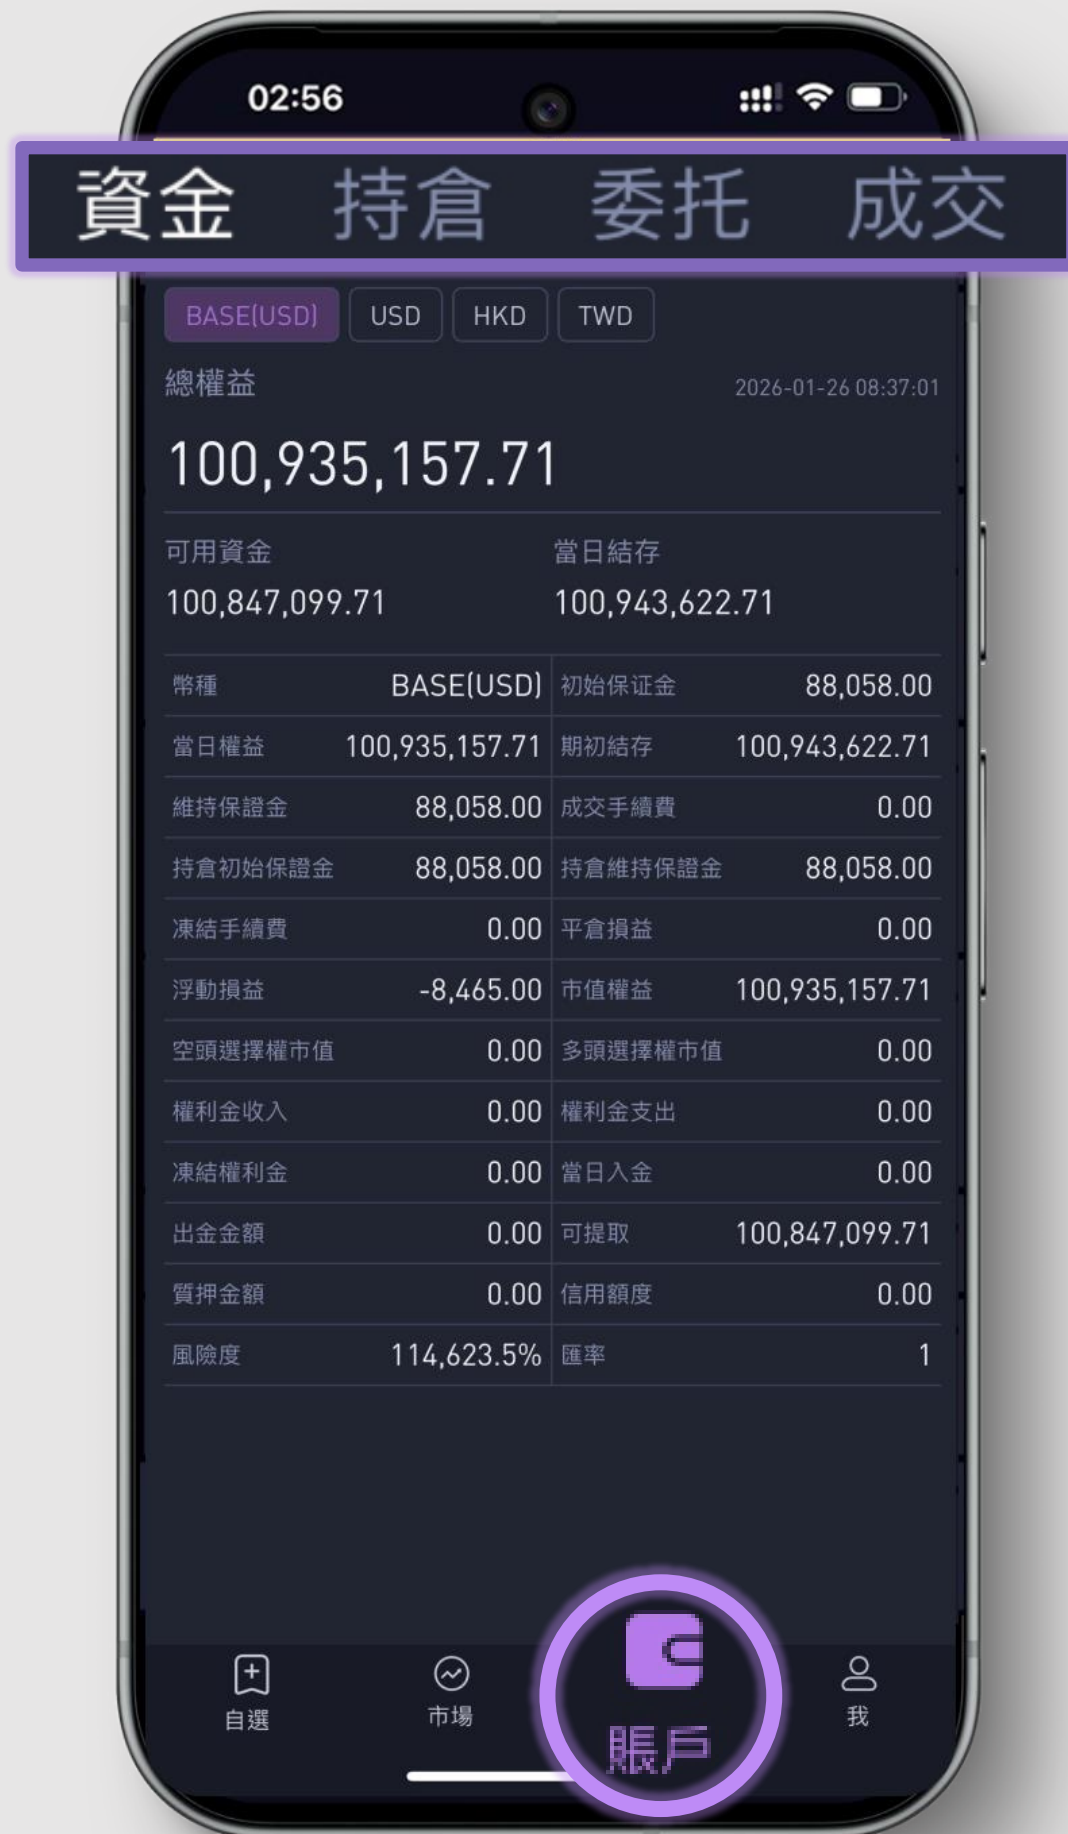 02:56
資金 持倉 委托 成交
BASE(USD) USD HKD TWD
總權益 2026-01-26 08:37:01
100,935,157.71
可用資金 當日結存
100,847,099.71 100,943,622.71
幣種 BASE(USD) 初始保证金 88,058.00
當日權益 100,935,157.71 期初結存 100,943,622.71
維持保證金 88,058.00 成交手續費 0.00
持倉初始保證金 88,058.00 持倉維持保證金 88,058.00
凍結手續費 0.00 平倉損益 0.00
浮動損益 -8,465.00 市值權益 100,935,157.71
空頭選擇權市值 0.00 多頭選擇權市值 0.00
權利金收入 0.00 權利金支出 0.00
凍結權利金 0.00 當日入金 0.00
出金金額 0.00 可提取 100,847,099.71
質押金額 0.00 信用額度 0.00
風險度 114,623.5% 匯率 1
自選 市場 賬戶 我